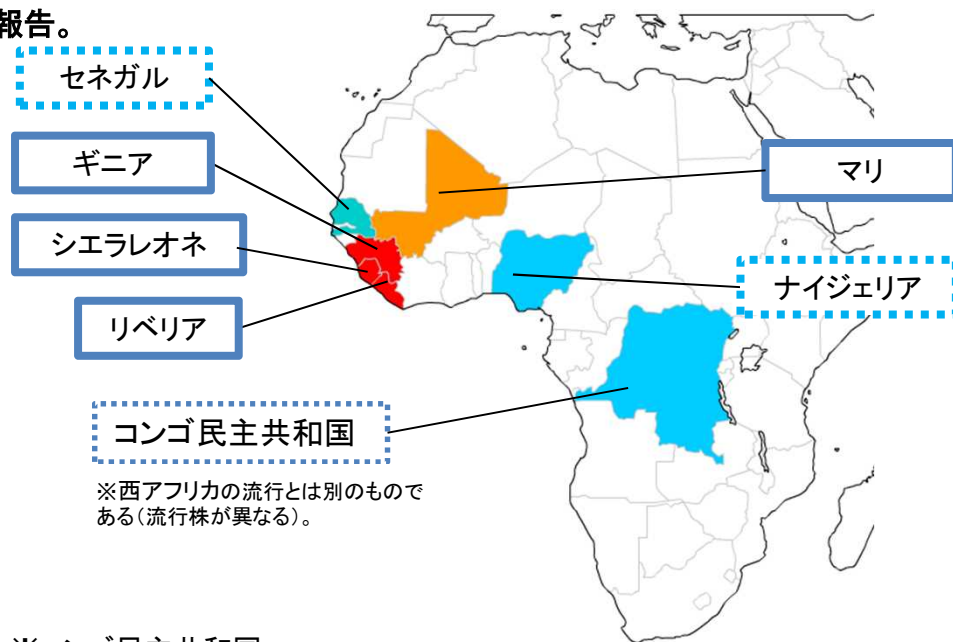 報告。
セネガル
ギニア
マリ
シエラレオネ
ナイジェリア
リベリア
コンゴ民主共和国
※西アフリカの流行とは別のもので
ある(流行株が異なる)。